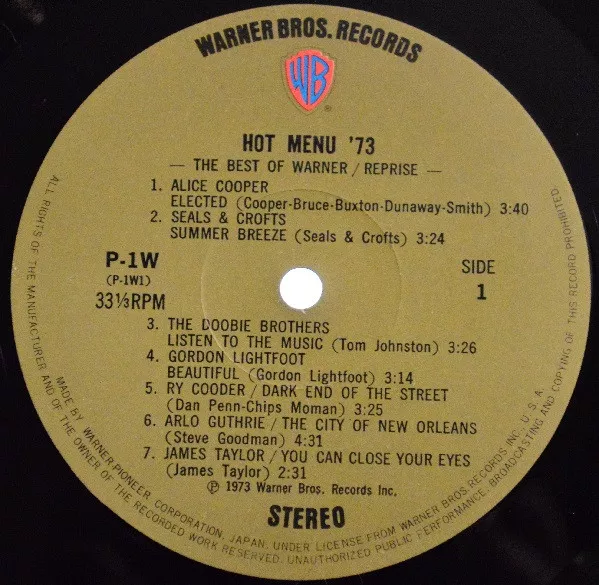 WARNER BROS. RECORDS
WB
®
HOT MENU '73
— THE BEST OF WARNER / REPRISE —
1. ALICE COOPER
ELECTED (Cooper-Bruce-Buxton-Dunaway-Smith) 3:40
2. SEALS & CROFTS
SUMMER BREEZE (Seals & Crofts) 3:24
P-1W
(P-1W1)
33⅓RPM
SIDE
1
3. THE DOOBIE BROTHERS
LISTEN TO THE MUSIC (Tom Johnston) 3:26
4. GORDON LIGHTFOOT
BEAUTIFUL (Gordon Lightfoot) 3:14
5. RY COODER / DARK END OF THE STREET
(Dan Penn-Chips Moman) 3:25
6. ARLO GUTHRIE / THE CITY OF NEW ORLEANS
(Steve Goodman) 4:31
7. JAMES TAYLOR / YOU CAN CLOSE YOUR EYES
(James Taylor) 2:31
℗ 1973 Warner Bros. Records Inc.
STEREO
MADE BY WARNER-PIONEER CORPORATION, JAPAN. UNDER LICENSE FROM WARNER BROS. RECORDS INC., U.S.A.
ALL RIGHTS OF THE MANUFACTURER AND OF THE OWNER OF THE RECORDED WORK RESERVED. UNAUTHORIZED PUBLIC PERFORMANCE, BROADCASTING AND COPYING OF THIS RECORD PROHIBITED